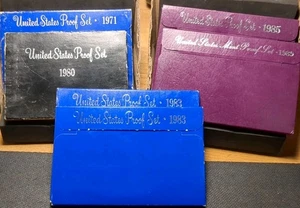 United States Proof Set · 1971
United States Proof Set
1980
United States Proof Set · 1985
United States Mint Proof Set
United States Proof Set · 1983
United States Proof Set · 1983